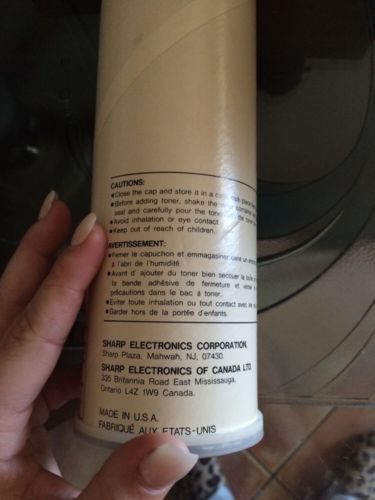 CAUTIONS:
●Close the cap and store it in a cool, dark place
●Before adding toner, shake the
seal and carefully pour the toner
●Avoid inhalation or eye contact
●Keep out of reach of children.
AVERTISSEMENT:
●Fermer le capuchon et emmagasiner dans un
à l'abri de l'humidité.
●Avant d'ajouter du toner bien secouer la
la bande adhésive de fermeture et
précautions dans le bac à toner.
●Eviter toute inhalation ou tout contact avec les
●Garder hors de la portée d'enfants.
SHARP ELECTRONICS CORPORATION,
Sharp Plaza, Mahwah, NJ, 07430.
SHARP ELECTRONICS OF CANADA LTD.
335 Britannia Road East Mississauga,
Ontario L4Z 1W9 Canada.
MADE IN U.S.A.
FABRIQUÉ AUX ETATS-UNIS